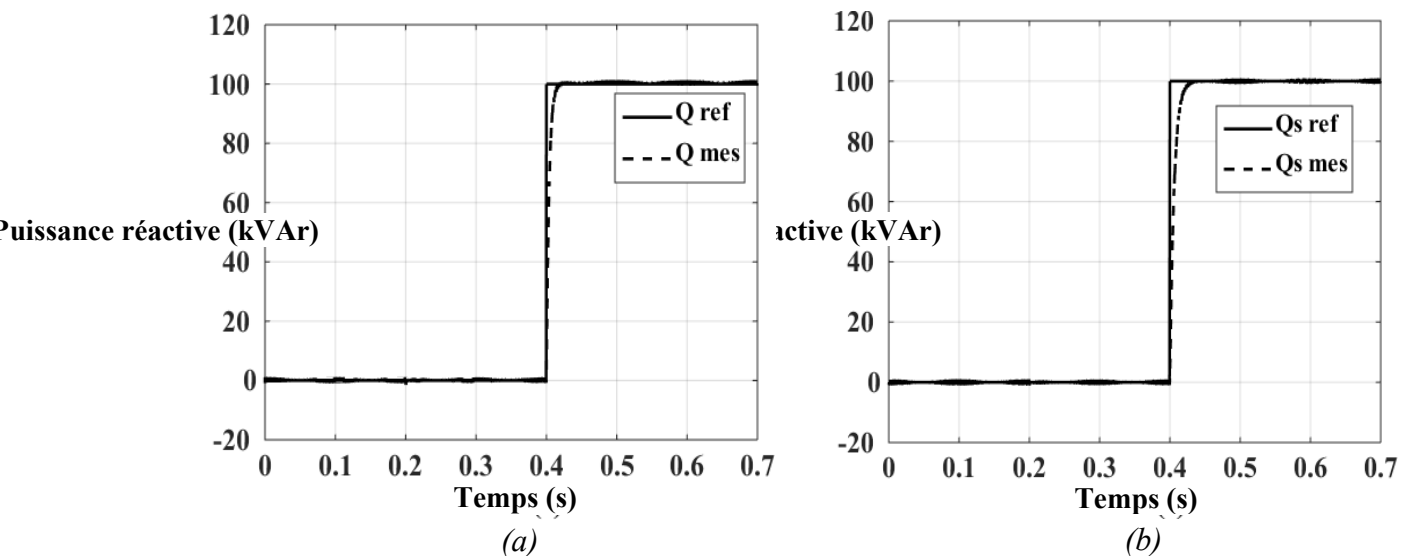 120
100
80
60
40
20
0
-20
Puissance réactive (kVAr)
0 0.1 0.2 0.3 0.4 0.5 0.6 0.7
Temps (s)
Q ref
Q mes
(a)
120
100
80
60
40
20
0
-20
active (kVAr)
0 0.1 0.2 0.3 0.4 0.5 0.6 0.7
Temps (s)
Qs ref
Qs mes
(b)